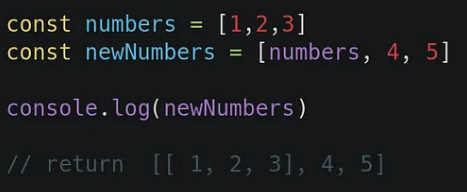 const numbers = [1,2,3]
const newNumbers = [numbers, 4, 5]
console.log(newNumbers)
// return  [[ 1, 2, 3], 4, 5]